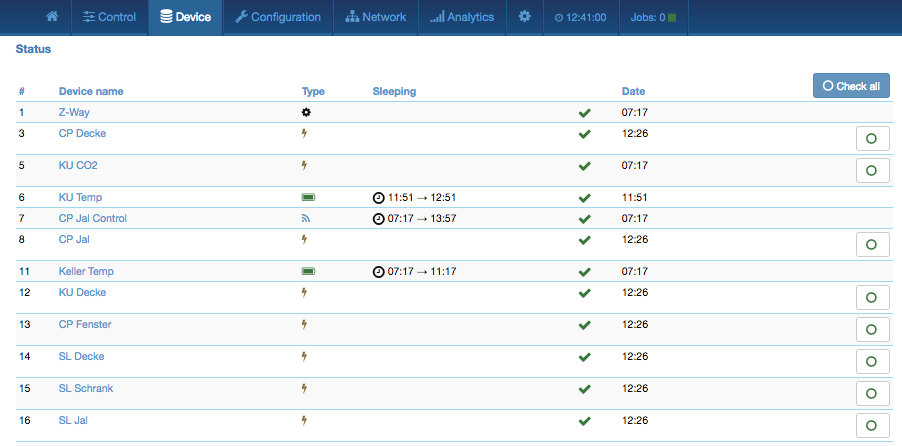 Control Device Configuration Network Analytics 12:41:00 Jobs: 0
Status
# Device name Type Sleeping Date Check all
1 Z-Way 07:17
3 CP Decke 12:26
5 KU CO2 07:17
6 KU Temp 11:51 → 12:51 11:51
7 CP Jal Control 07:17 → 13:57 07:17
8 CP Jal 12:26
11 Keller Temp 07:17 → 11:17 07:17
12 KU Decke 12:26
13 CP Fenster 12:26
14 SL Decke 12:26
15 SL Schrank 12:26
16 SL Jal 12:26